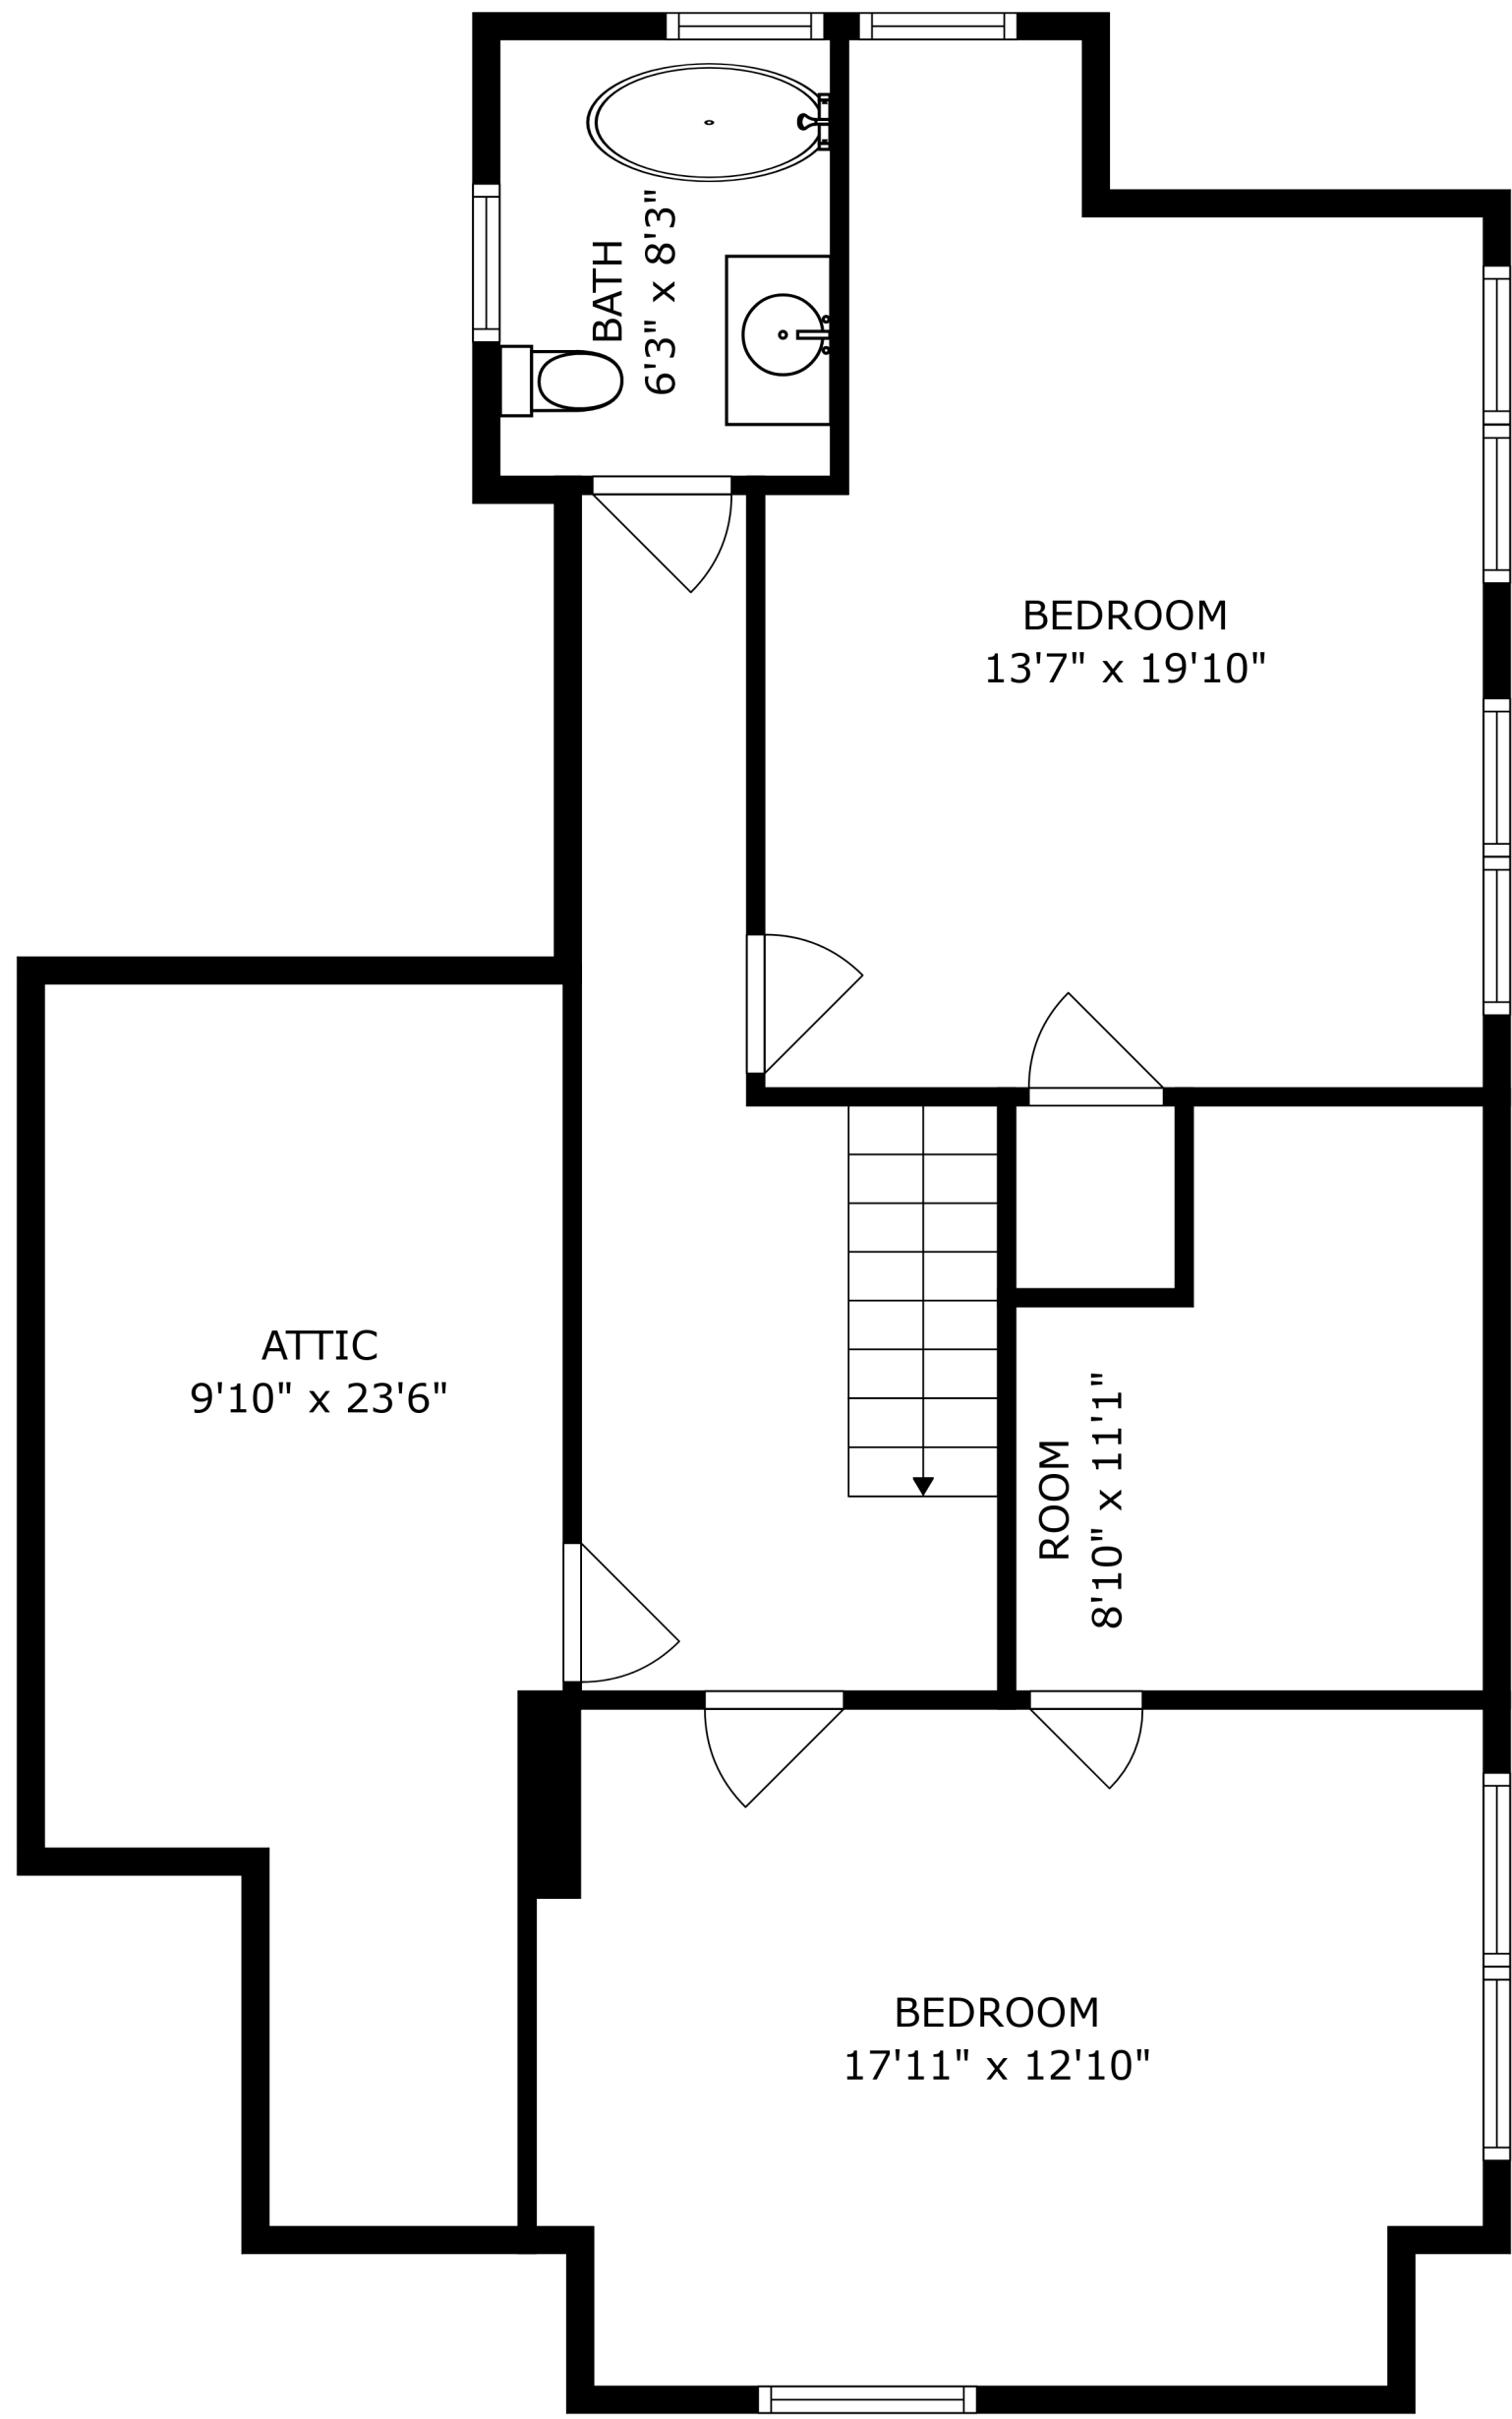 BATH
6'3" x 8'3"
BEDROOM
13'7" x 19'10"
ATTIC
9'10" x 23'6"
ROOM
8'10" x 11'1"
BEDROOM
17'11" x 12'10"